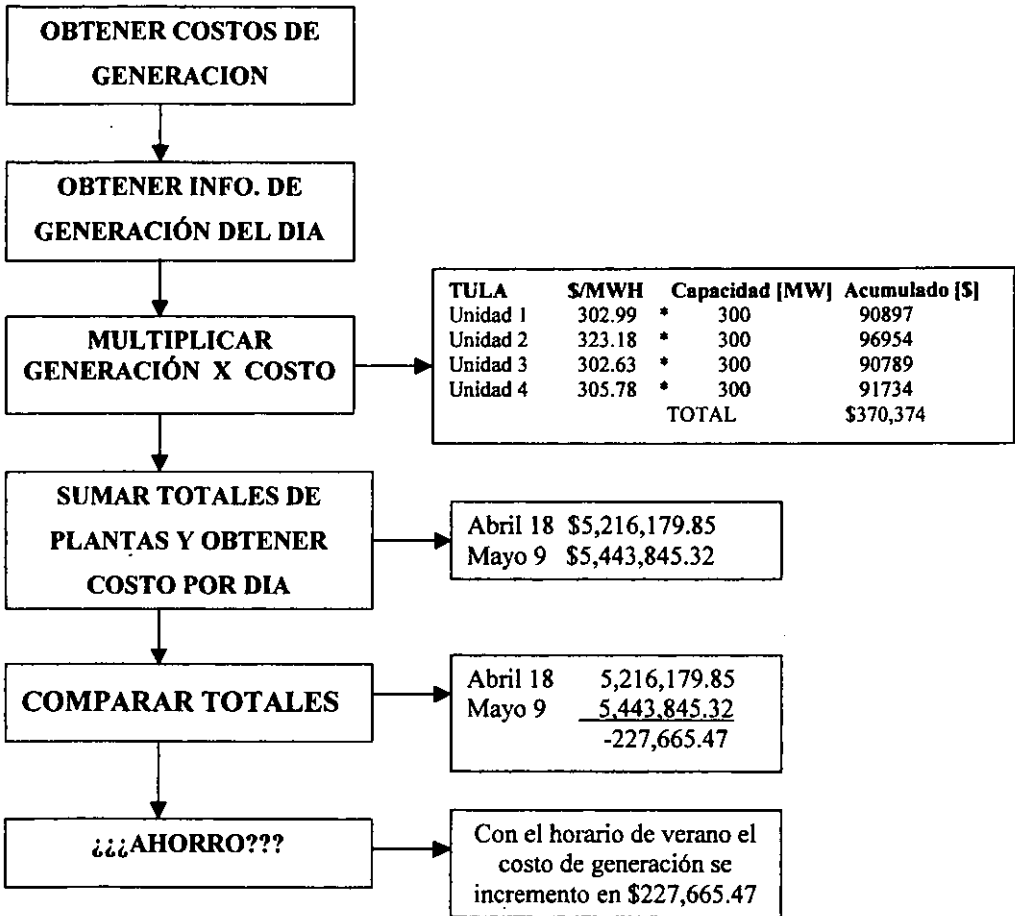 OBTENER COSTOS DE
GENERACION
OBTENER INFO. DE
GENERACIÓN DEL DIA
MULTIPLICAR
GENERACIÓN X COSTO
TULA $/MWH Capacidad [MW] Acumulado [$]
Unidad 1 302.99 * 300 90897
Unidad 2 323.18 * 300 96954
Unidad 3 302.63 * 300 90789
Unidad 4 305.78 * 300 91734
TOTAL $370,374
SUMAR TOTALES DE
PLANTAS Y OBTENER
COSTO POR DIA
Abril 18 $5,216,179.85
Mayo 9 $5,443,845.32
COMPARAR TOTALES
Abril 18 5,216,179.85
Mayo 9 5,443,845.32
-227,665.47
¿¿¿AHORRO???
Con el horario de verano el
costo de generación se
incremento en $227,665.47